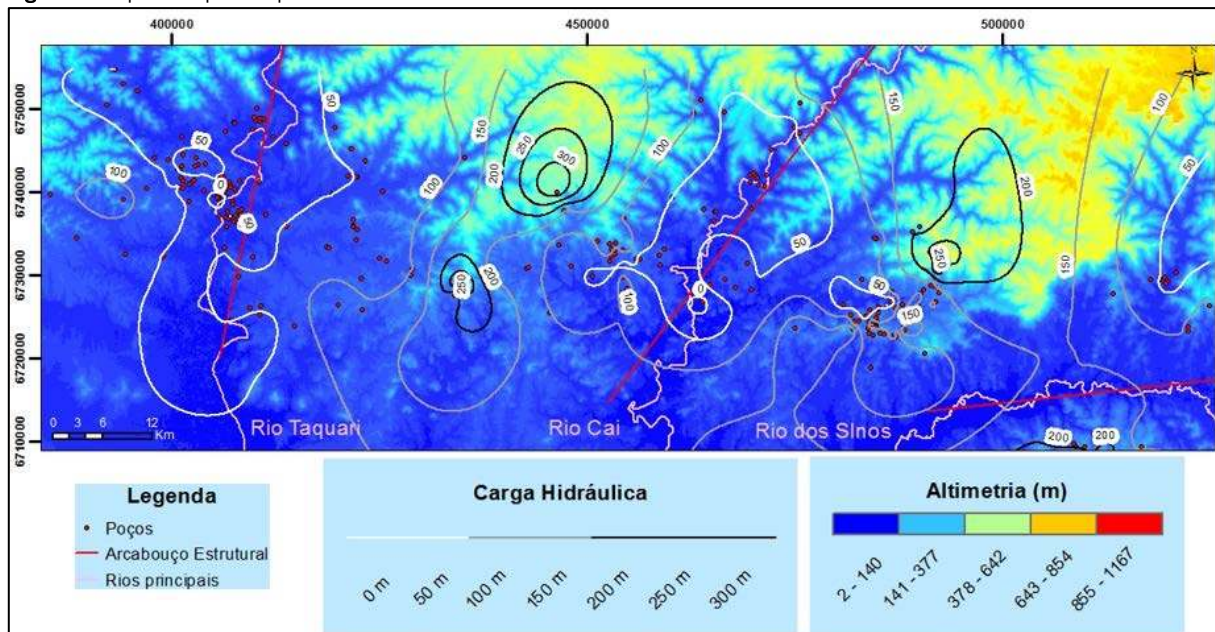 400000 450000 500000
6750000
6740000
6730000
6720000
6710000
50
50
100
0
50
100
150
200
250
300
250
200
100
100
0
50
50
150
150
200
250
150
100
50
200
200
0 3 6 12
Km
Rio Taquari
Rio Cai
Rio dos SInos
Legenda
Poços
Arcabouço Estrutural
Rios principais
Carga Hidráulica
0 m 50 m 100 m 150 m 200 m 250 m 300 m
Altimetria (m)
2 - 140 141 - 377 378 - 642 643 - 854 855 - 1167